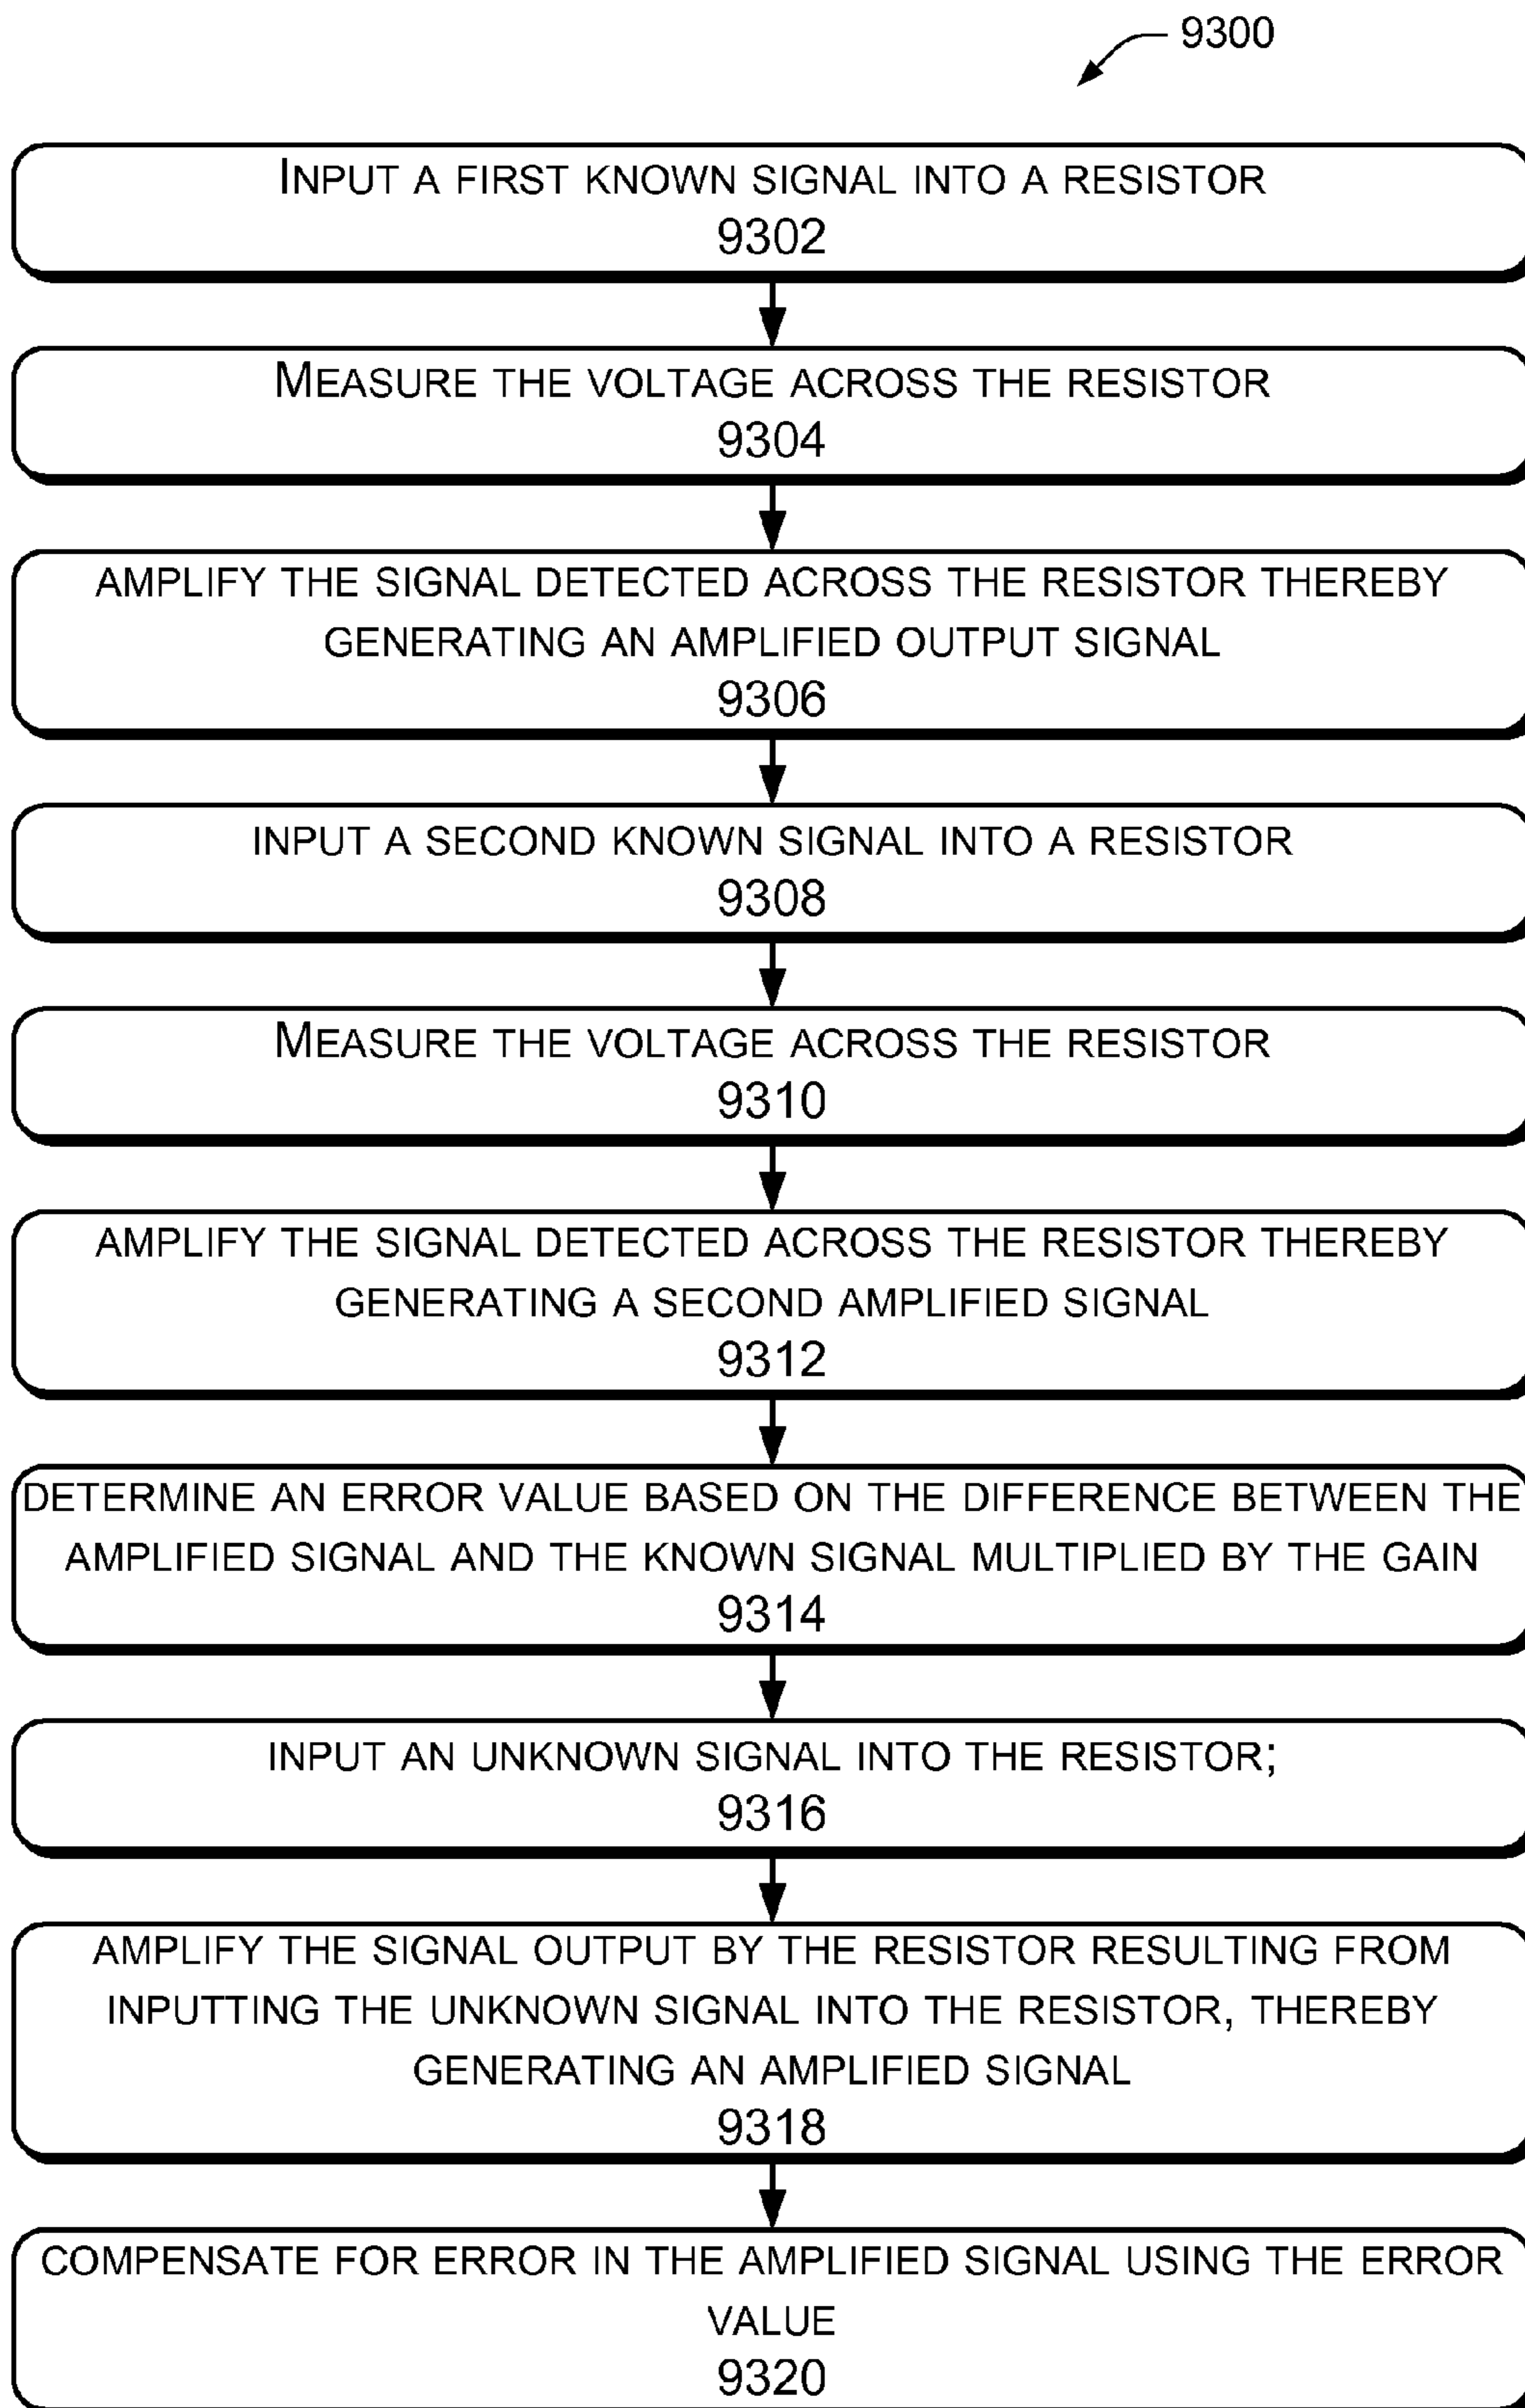 9300
INPUT A FIRST KNOWN SIGNAL INTO A RESISTOR
9302
MEASURE THE VOLTAGE ACROSS THE RESISTOR
9304
AMPLIFY THE SIGNAL DETECTED ACROSS THE RESISTOR THEREBY
GENERATING AN AMPLIFIED OUTPUT SIGNAL
9306
INPUT A SECOND KNOWN SIGNAL INTO A RESISTOR
9308
MEASURE THE VOLTAGE ACROSS THE RESISTOR
9310
AMPLIFY THE SIGNAL DETECTED ACROSS THE RESISTOR THEREBY
GENERATING A SECOND AMPLIFIED SIGNAL
9312
DETERMINE AN ERROR VALUE BASED ON THE DIFFERENCE BETWEEN THE
AMPLIFIED SIGNAL AND THE KNOWN SIGNAL MULTIPLIED BY THE GAIN
9314
INPUT AN UNKNOWN SIGNAL INTO THE RESISTOR;
9316
AMPLIFY THE SIGNAL OUTPUT BY THE RESISTOR RESULTING FROM
INPUTTING THE UNKNOWN SIGNAL INTO THE RESISTOR, THEREBY
GENERATING AN AMPLIFIED SIGNAL
9318
COMPENSATE FOR ERROR IN THE AMPLIFIED SIGNAL USING THE ERROR
VALUE
9320